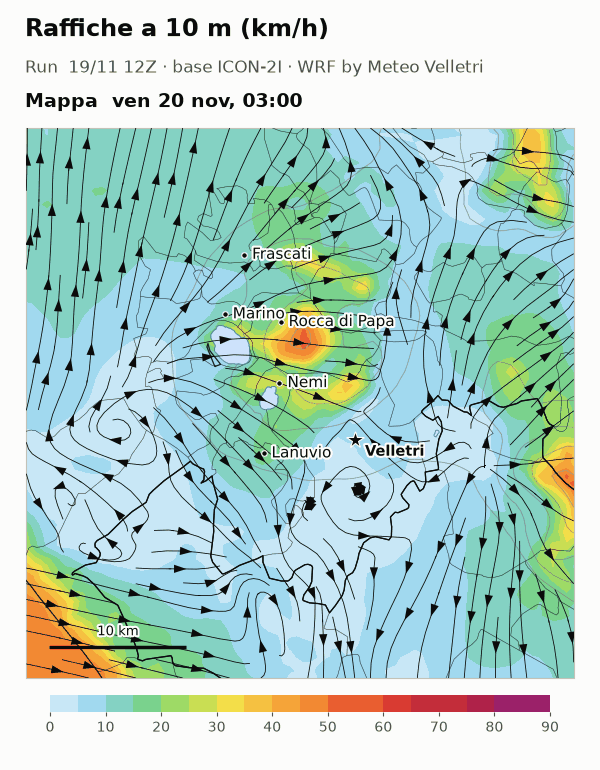 Raffiche a 10 m (km/h)
Run 19/11 12Z · base ICON-2I · WRF by Meteo Velletri
Mappa ven 20 nov, 03:00
Frascati
Marino
Rocca di Papa
Nemi
Velletri
Lanuvio
10 km
0 10 20 30 40 50 60 70 80 90